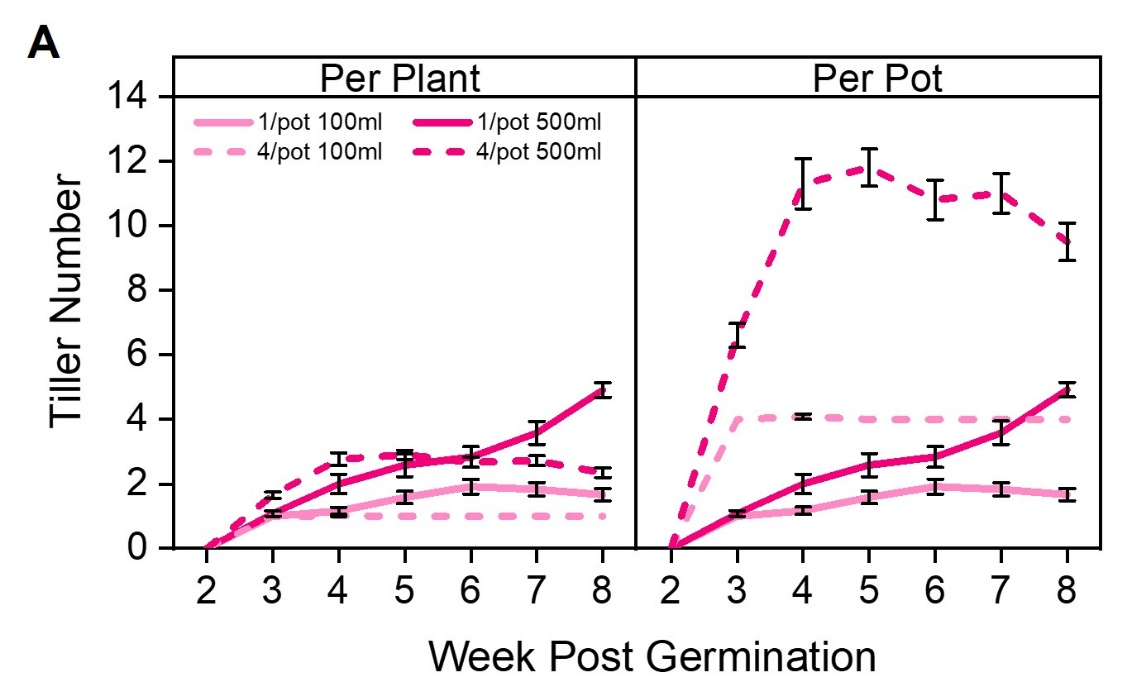 A
Per Plant Per Pot
1/pot 100ml 1/pot 500ml
4/pot 100ml 4/pot 500ml
Tiller Number
14
12
10
8
6
4
2
0
2 3 4 5 6 7 8 2 3 4 5 6 7 8
Week Post Germination